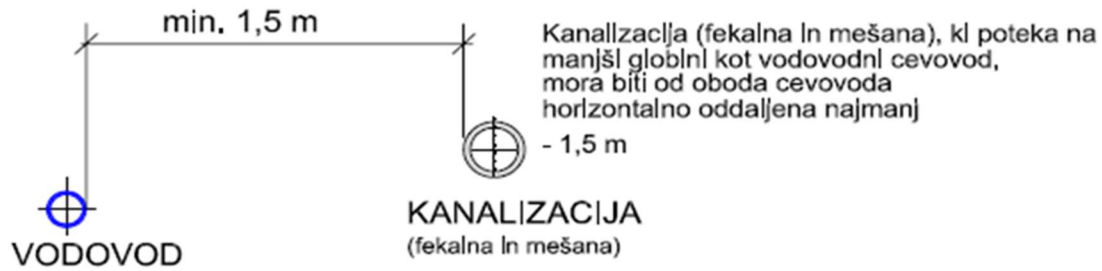 min. 1,5 m
Kanalizacija (fekalna in mešana), ki poteka na
manjši globini kot vodovodni cevovod,
mora biti od oboda cevovoda
horizontalno oddaljena najmanj
- 1,5 m
KANALIZACIJA
(fekalna in mešana)
VODOVOD